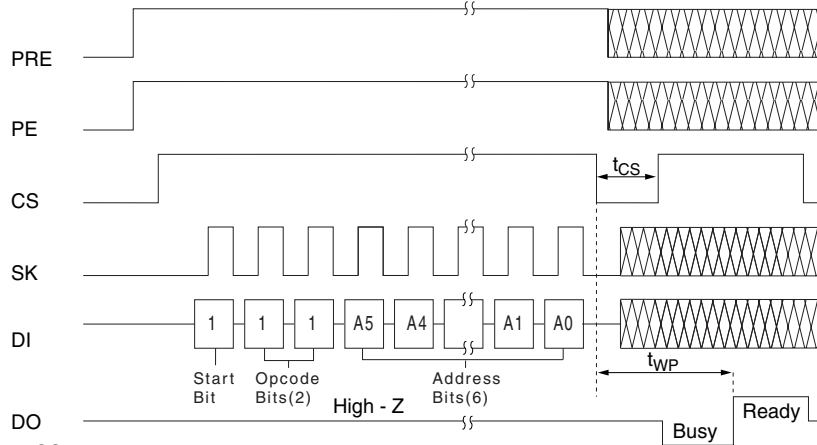 PRE
PE
CS
tCS
SK
DI
1 1 1 A5 A4 A1 A0
Start Bit
Opcode Bits(2)
Address Bits(6)
tWP
DO
High - Z
Busy
Ready